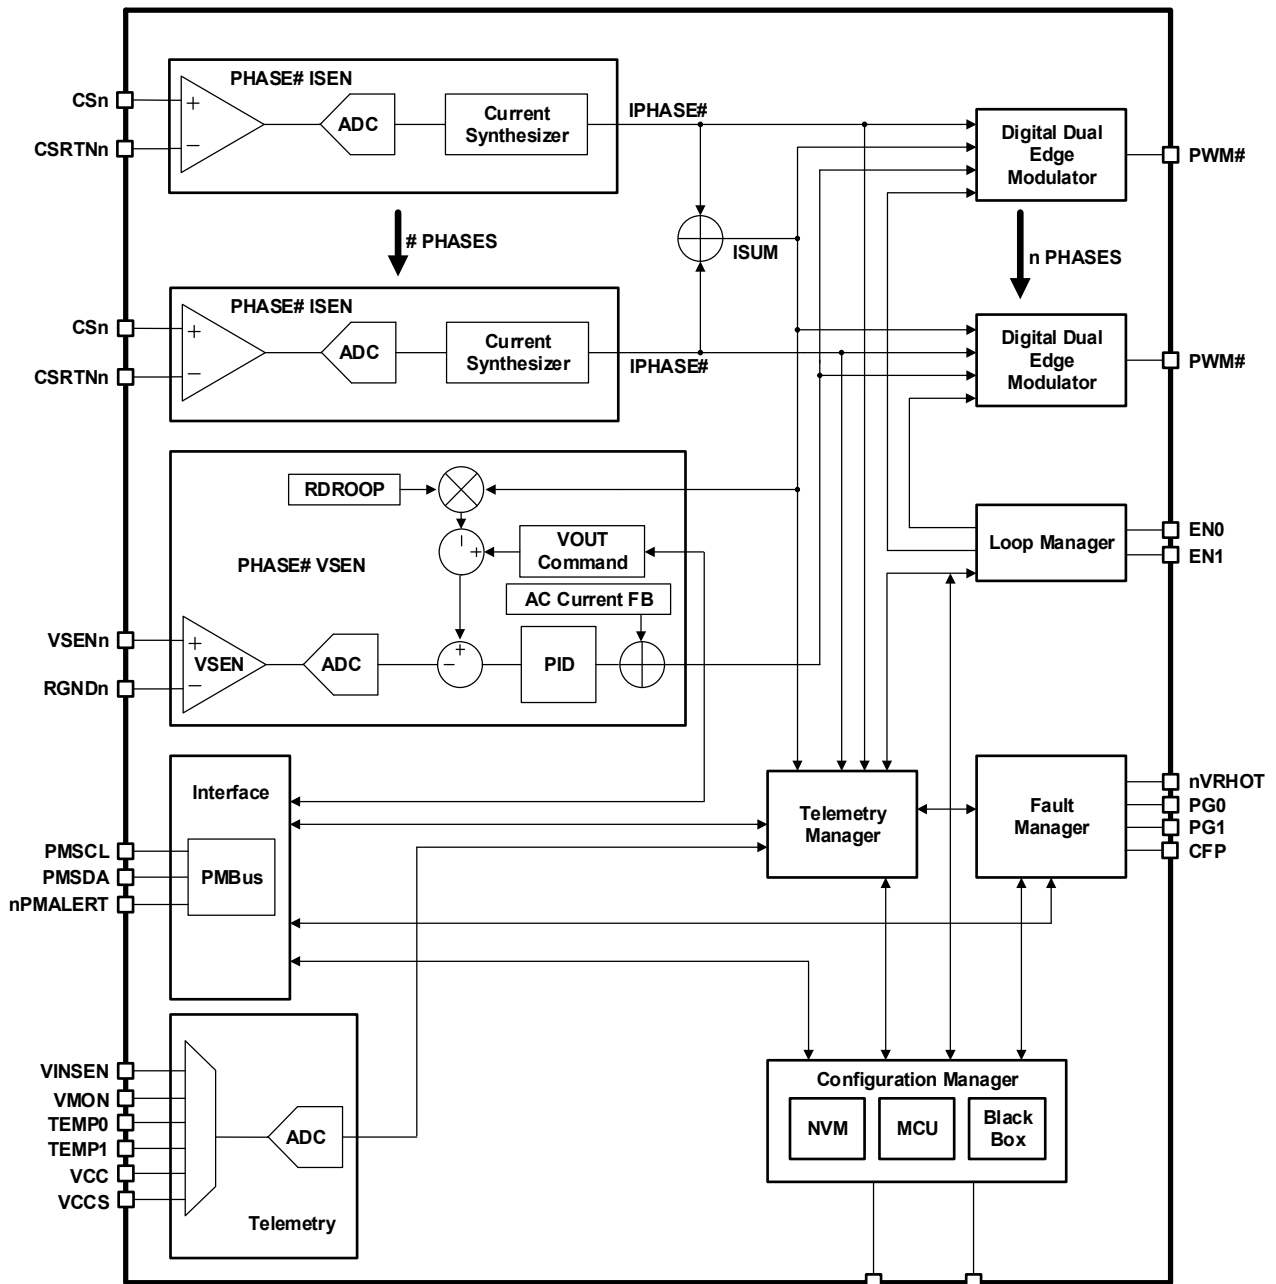 PHASE# ISEN
CSn
+
ADC
Current
Synthesizer
IPHASE#
Digital Dual
Edge
Modulator
PWM#
CSRTNn
−
# PHASES
ISUM
n PHASES
PHASE# ISEN
CSn
+
ADC
Current
Synthesizer
IPHASE#
Digital Dual
Edge
Modulator
PWM#
CSRTNn
−
RDROOP
−
+
VOUT
Command
PHASE# VSEN
AC Current FB
Loop Manager
EN0
EN1
VSENn
+
VSEN
ADC
−
+
PID
RGNDn
−
Interface
PMBus
PMSCL
PMSDA
nPMALERT
Telemetry
Manager
Fault
Manager
nVRHOT
PG0
PG1
CFP
VINSEN
VMON
TEMP0
TEMP1
VCC
VCCS
ADC
Telemetry
Configuration Manager
NVM
MCU
Black
Box